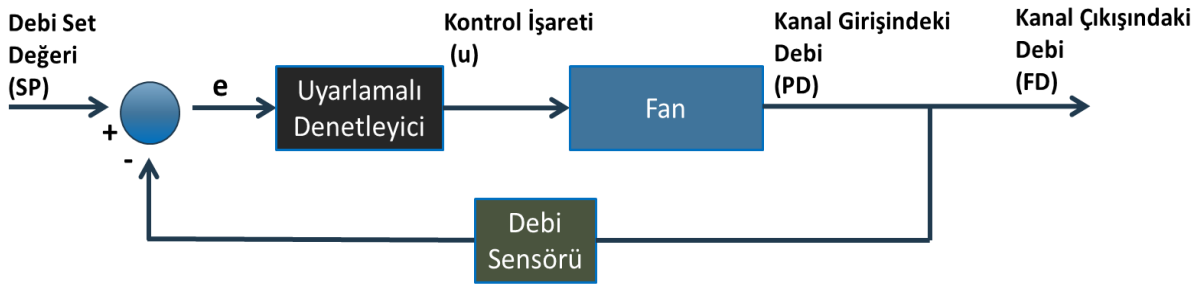 Debi Set
Değeri
(SP)
+
-
e
Uyarlamalı
Denetleyici
Kontrol İşareti
(u)
Fan
Kanal Girişindeki
Debi
(PD)
Kanal Çıkışındaki
Debi
(FD)
Debi
Sensörü